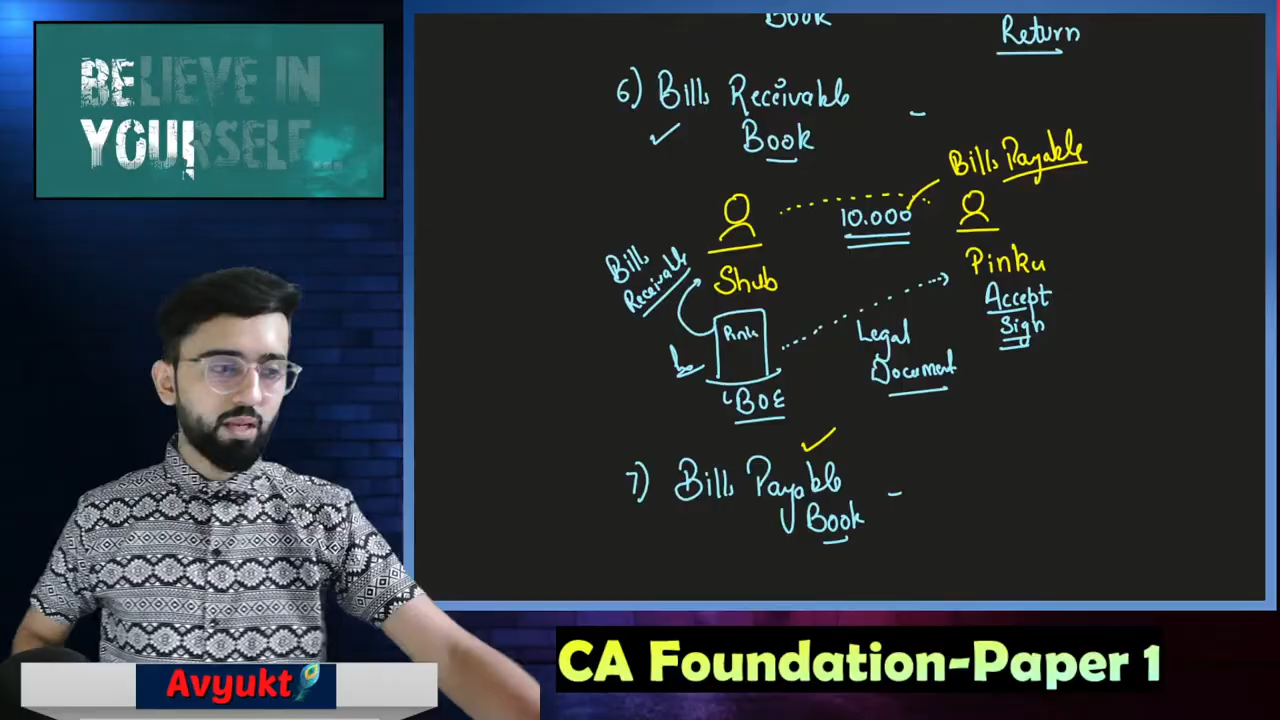 BELIEVE IN
YOURSELF...
Book
Return
6) Bills Receivable
Book
Bills Payable
10.000
Bills
Receivable
Shub
Pinku
Accept
Sign
Pink
Legal
Document
BOE
7) Bills Payable
Book
CA Foundation-Paper 1
Avyukt